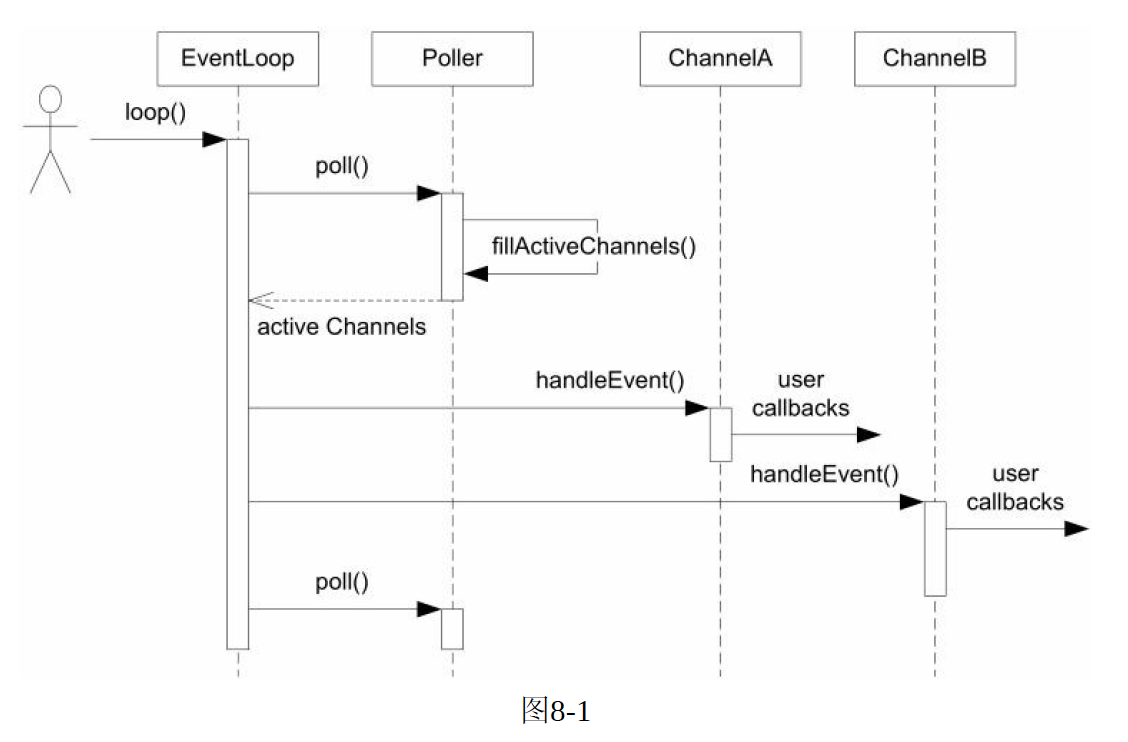 EventLoop
Poller
ChannelA
ChannelB
loop()
poll()
fillActiveChannels()
active Channels
handleEvent()
user
callbacks
handleEvent()
user
callbacks
poll()
图8-1